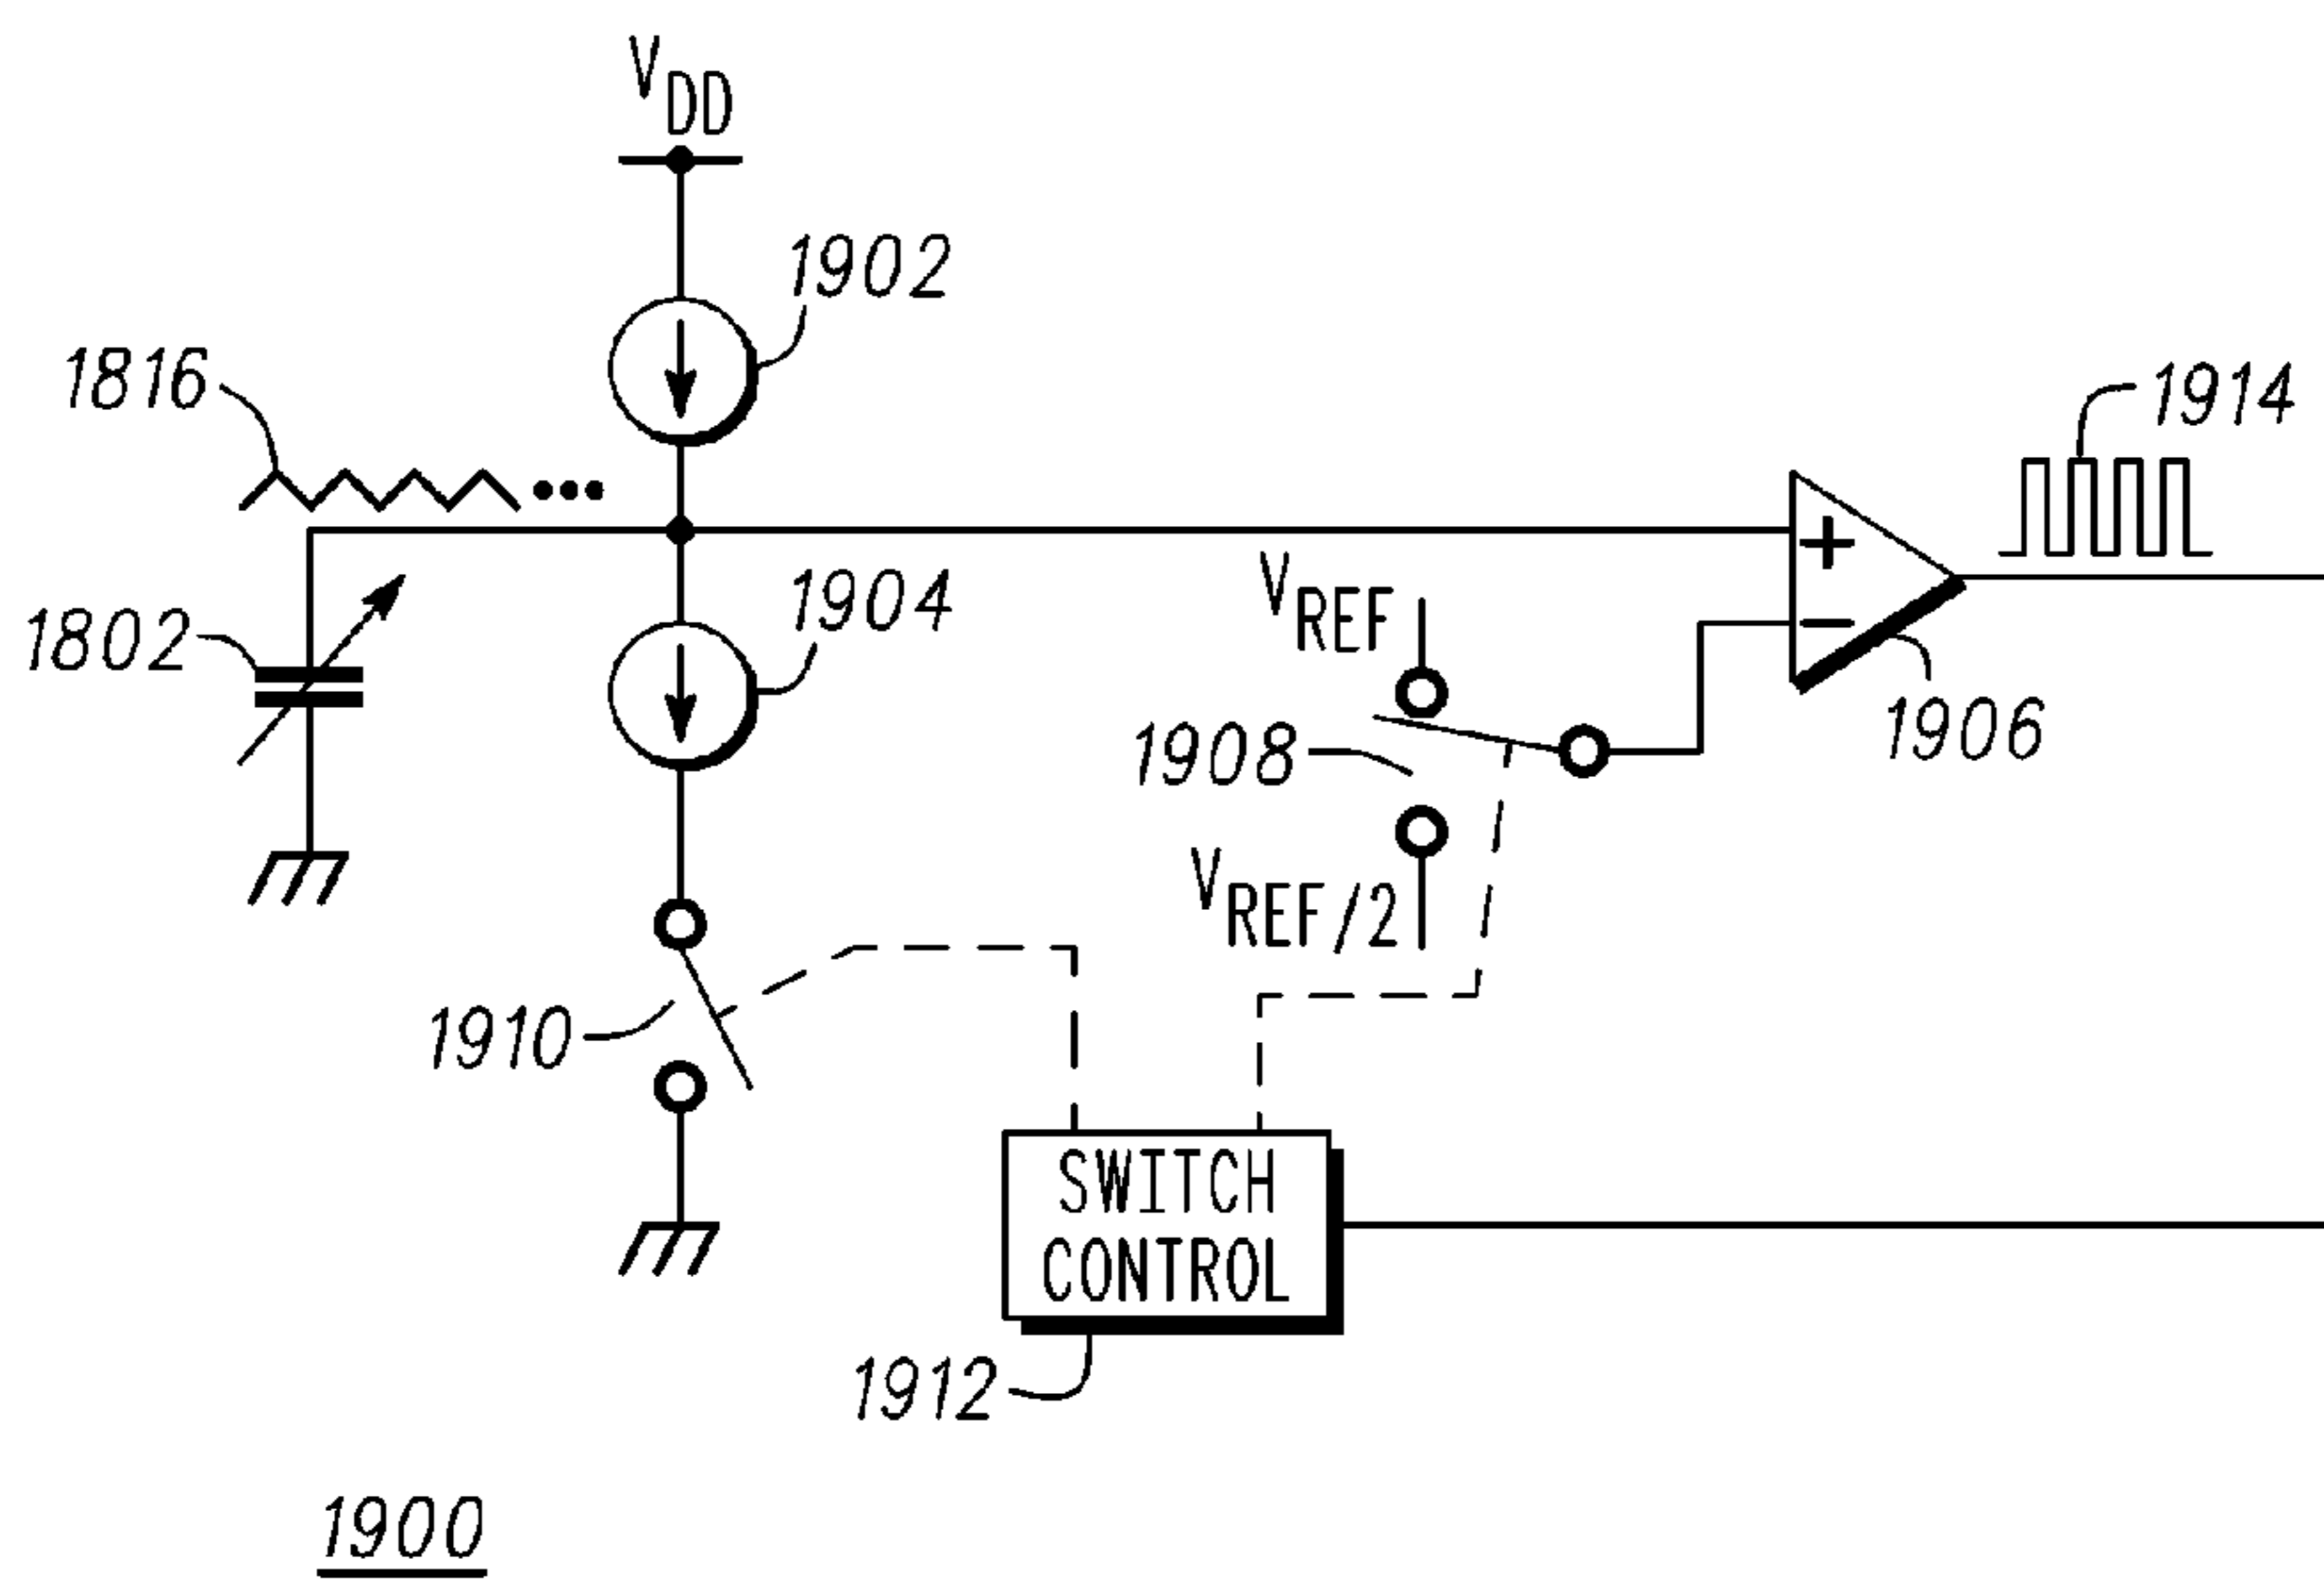 VDD
1902
1816
1914
1904
VREF
1802
+
−
1908
1906
VREF/2
1910
SWITCH
CONTROL
1912
1900